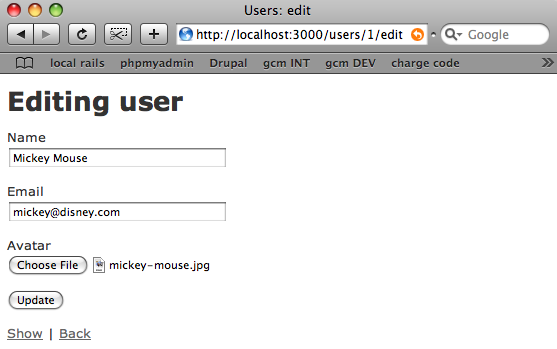 Users: edit
http://localhost:3000/users/1/edit
Google
local rails phpmyadmin Drupal gcm INT gcm DEV charge code
Editing user
Name
Mickey Mouse
Email
mickey@disney.com
Avatar
Choose File mickey-mouse.jpg
Update
Show | Back